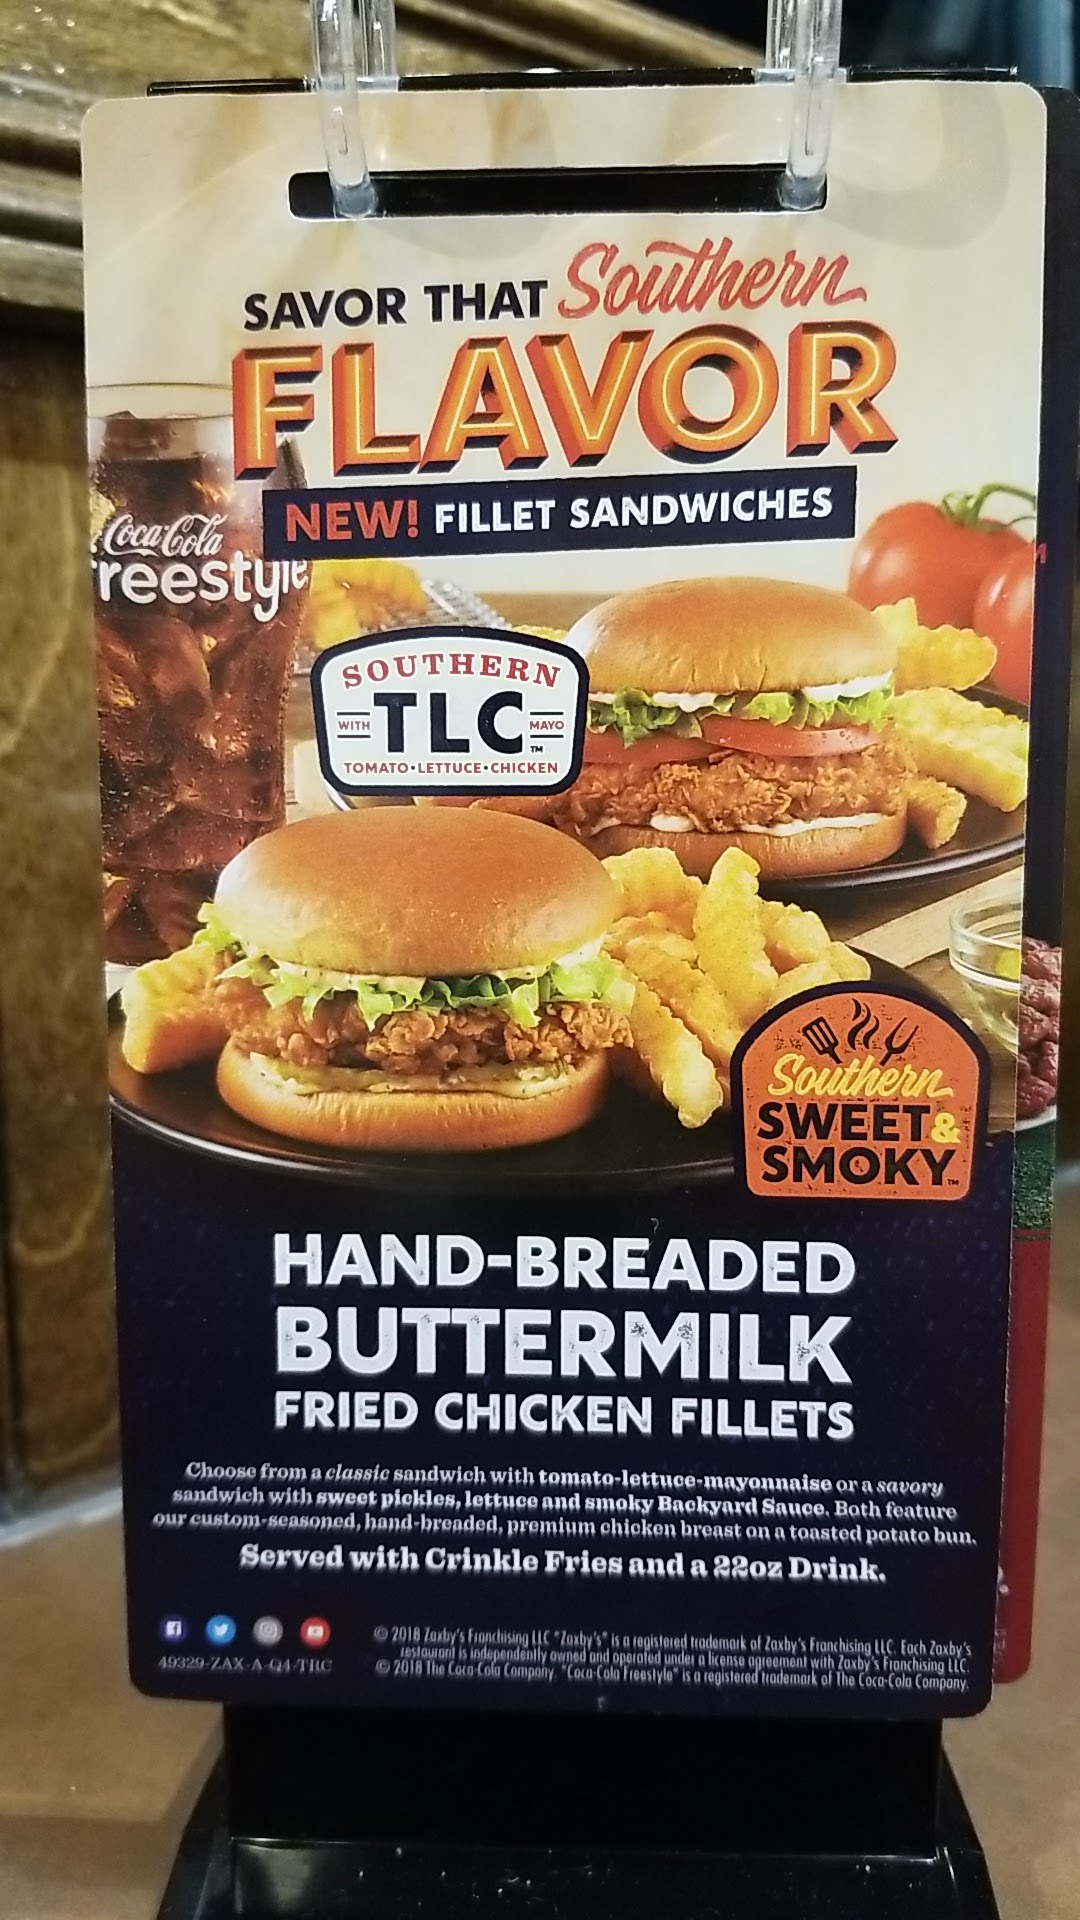 SAVOR THAT Southern
FLAVOR
NEW! FILLET SANDWICHES
Coca-Cola
freestyle
SOUTHERN
WITH TLC™ MAYO
TOMATO•LETTUCE•CHICKEN
Southern
SWEET &
SMOKY™
HAND-BREADED
BUTTERMILK
FRIED CHICKEN FILLETS
Choose from a classic sandwich with tomato-lettuce-mayonnaise or a savory
sandwich with sweet pickles, lettuce and smoky Backyard Sauce. Both feature
our custom-seasoned, hand-breaded, premium chicken breast on a toasted potato bun.
Served with Crinkle Fries and a 22oz Drink.
© 2018 Zaxby's Franchising LLC "Zaxby's" is a registered trademark of Zaxby's Franchising LLC. Each Zaxby's
restaurant is independently owned and operated under a license agreement with Zaxby's Franchising LLC.
49329-ZAX-A-Q4-TRC
© 2018 The Coca-Cola Company. "Coca-Cola Freestyle" is a registered trademark of The Coca-Cola Company.